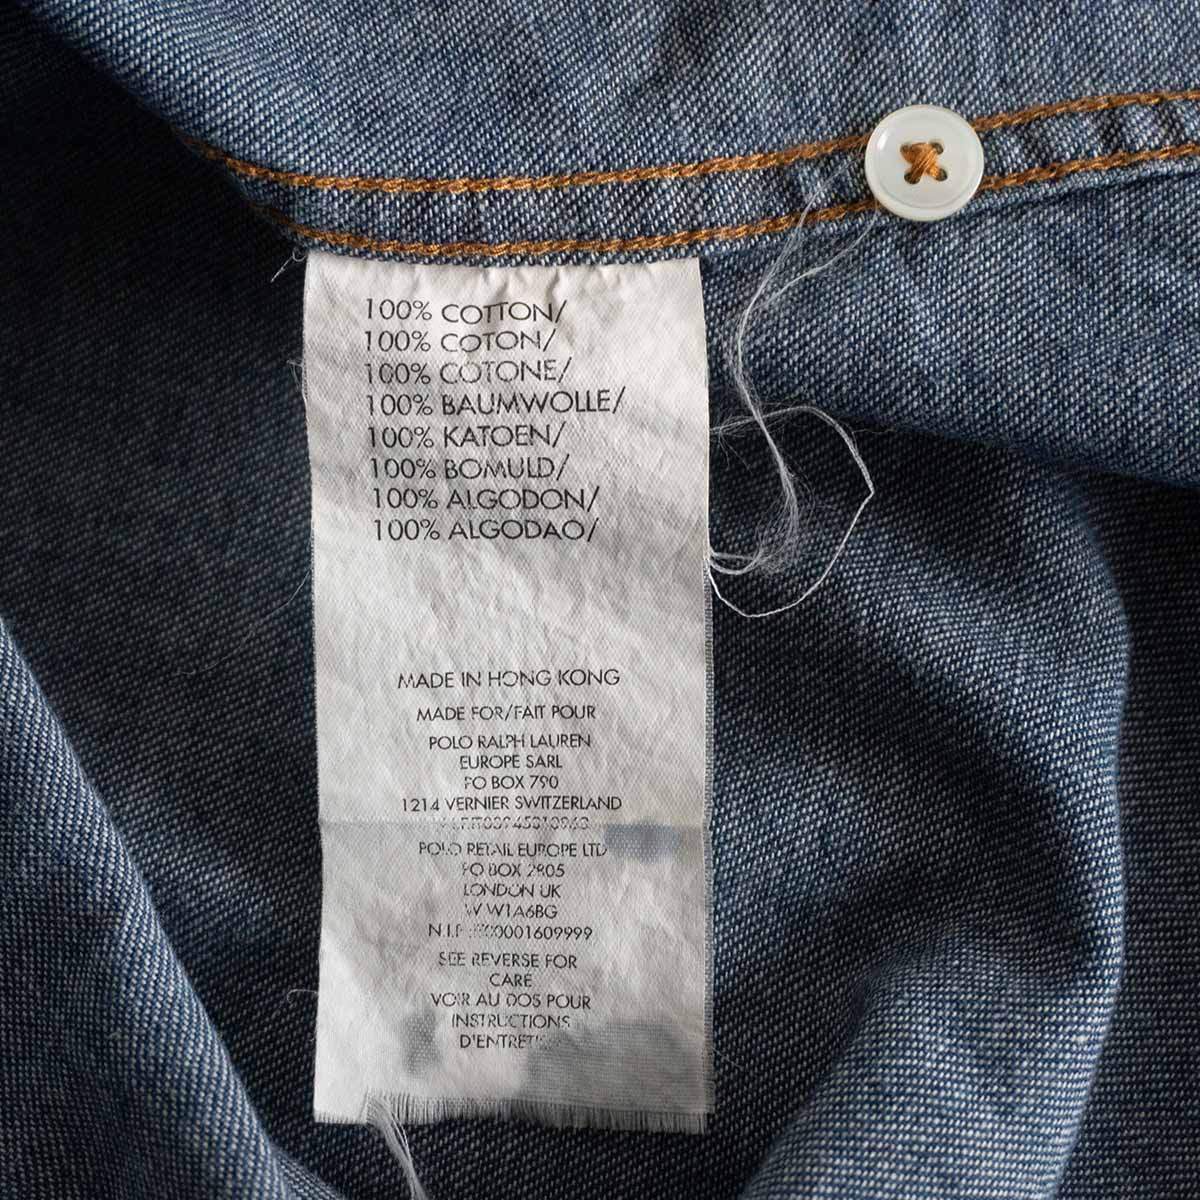 100% COTTON/
100% COTON/
100% COTONE/
100% BAUMWOLLE/
100% KATOEN/
100% BOMULD/
100% ALGODON/
100% ALGODAO/
MADE IN HONG KONG
MADE FOR/FAIT POUR
POLO RALPH LAUREN
EUROPE SARL
PO BOX 790
1214 VERNIER SWITZERLAND
POLO RETAIL EUROPE LTD
PO BOX 2805
LONDON UK
W W1A6BG
SEE REVERSE FOR
CARE
VOIR AU DOS POUR
INSTRUCTIONS